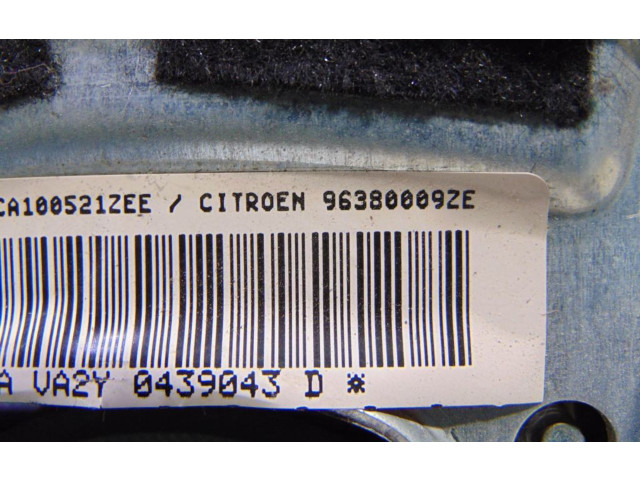 CA100521ZEE / CITROEN 96380009ZE
A VA2Y 0439043 D *